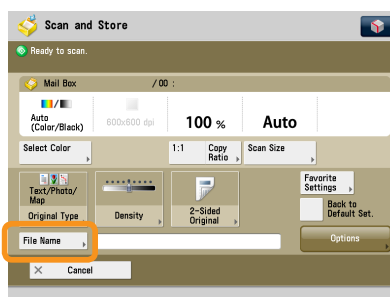 Scan and Store
Ready to scan.
Mail Box / 00 :
Auto
(Color/Black)
600x600 dpi
100 %
Auto
Select Color
1:1 Copy
Ratio
Scan Size
Text/Photo/
Map
Original Type
Density
2-Sided
Original
Favorite
Settings
Back to
Default Set.
File Name
Options
Cancel